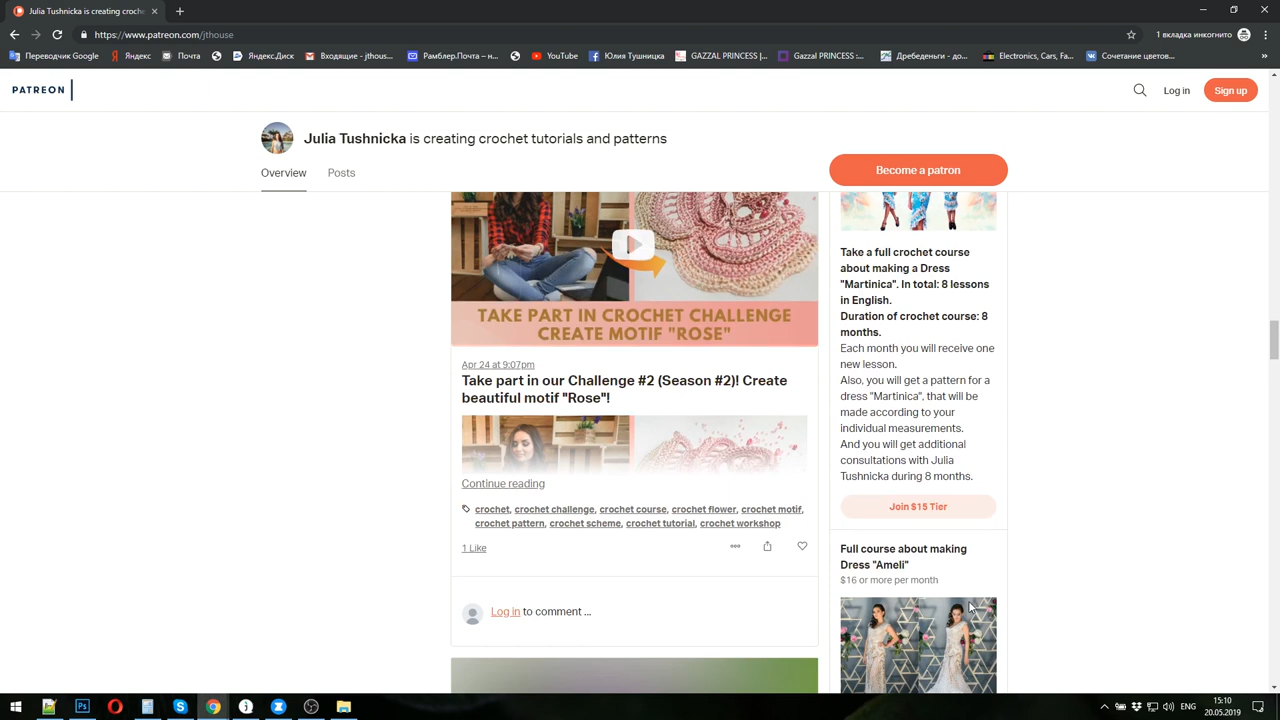 Julia Tushnicka is creating croche
https://www.patreon.com/jthouse
1 вкладка инкогнито
Переводчик Google
Яндекс
Почта
Яндекс.Диск
Входящие - jthous...
Рамблер.Почта – н...
YouTube
Юлия Тушницка
GAZZAL PRINCESS |...
Gazzal PRINCESS |...
Дребеденьги - до...
Electronics, Cars, Fa...
Сочетание цветов...
PATREON
Log in
Sign up
Julia Tushnicka is creating crochet tutorials and patterns
Overview
Posts
Become a patron
TAKE PART IN CROCHET CHALLENGE
CREATE MOTIF "ROSE"
Apr 24 at 9:07pm
Take part in our Challenge #2 (Season #2)! Create
beautiful motif "Rose"!
Continue reading
crochet, crochet challenge, crochet course, crochet flower, crochet motif,
crochet pattern, crochet scheme, crochet tutorial, crochet workshop
1 Like
Log in to comment ...
Take a full crochet course
about making a Dress
"Martinica". In total: 8 lessons
in English.
Duration of crochet course: 8
months.
Each month you will receive one
new lesson.
Also, you will get a pattern for a
dress "Martinica", that will be
made according to your
individual measurements.
And you will get additional
consultations with Julia
Tushnicka during 8 months.
Join $15 Tier
Full course about making
Dress "Ameli"
$16 or more per month
ENG
15:10
20.05.2019